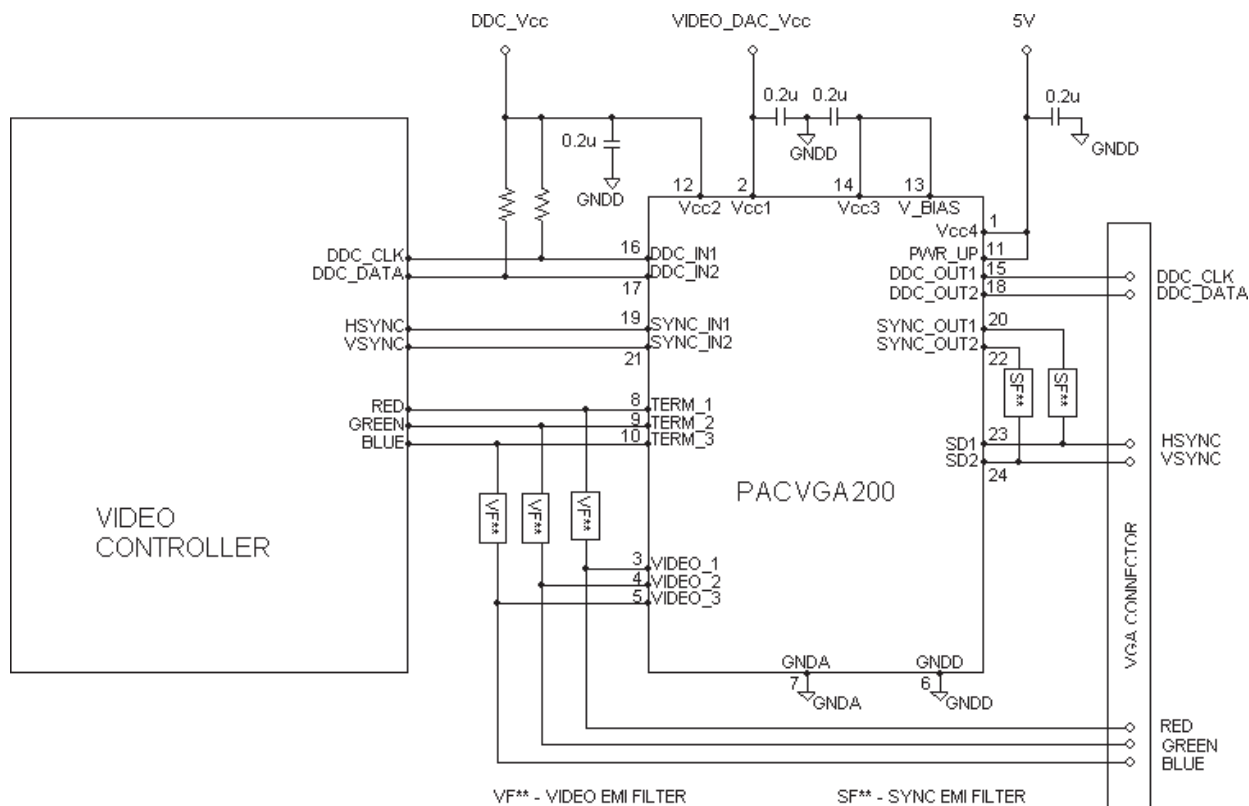 DDC_Vcc
VIDEO_DAC_Vcc
5V
0.2u
0.2u
0.2u
0.2u
GNDD
GNDD
GNDD
12
2
14
13
Vcc2
Vcc1
Vcc3
V_BIAS
1
Vcc4
PWR_UP
11
DDC_CLK
16
DDC_IN1
DDC_OUT1
15
DDC_CLK
DDC_DATA
DDC_IN2
17
DDC_OUT2
18
DDC_DATA
HSYNC
19
SYNC_IN1
SYNC_OUT1
20
VSYNC
SYNC_IN2
21
SYNC_OUT2
22
SF**
SF**
RED
8
TERM_1
GREEN
9
TERM_2
BLUE
10
TERM_3
SD1
23
HSYNC
SD2
24
VSYNC
PACVGA200
VIDEO
CONTROLLER
VF**
VF**
VF**
3
VIDEO_1
4
VIDEO_2
5
VIDEO_3
VGA CONNECTOR
GNDA
7
GNDA
GNDD
6
GNDD
RED
GREEN
BLUE
VF** - VIDEO EMI FILTER
SF** - SYNC EMI FILTER